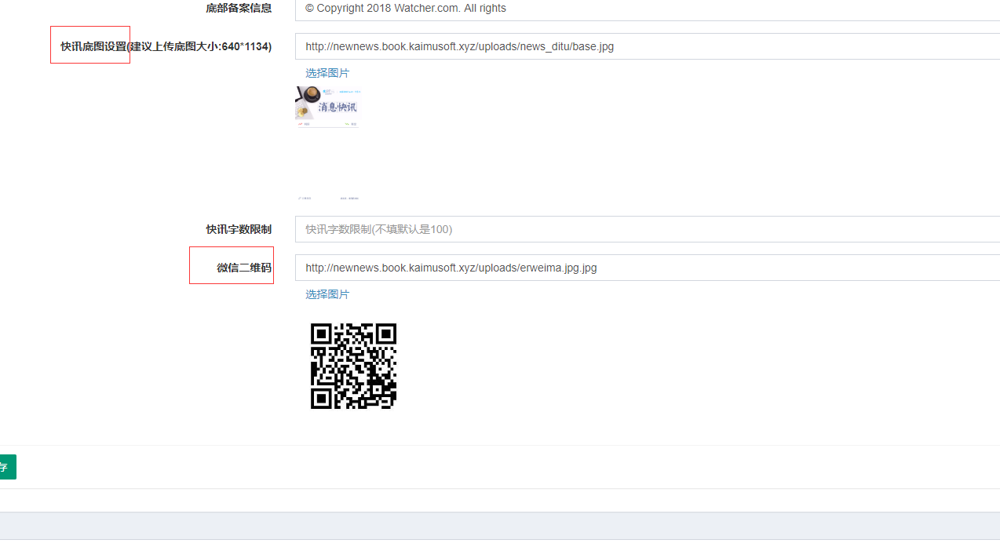 底部备案信息 © Copyright 2018 Watcher.com. All rights
快讯底图设置(建议上传底图大小:640*1134) http://newnews.book.kaimusoft.xyz/uploads/news_ditu/base.jpg
选择图片
消息快讯
快讯字数限制 快讯字数限制(不填默认是100)
微信二维码 http://newnews.book.kaimusoft.xyz/uploads/erweima.jpg.jpg
选择图片
存